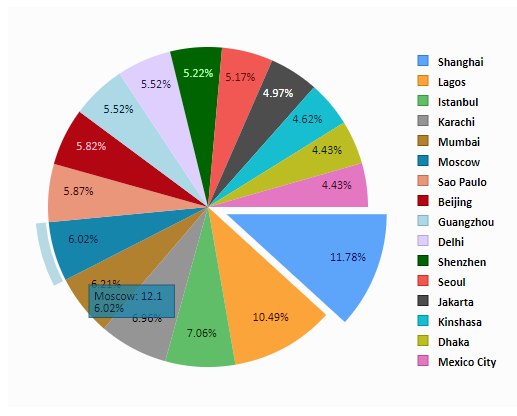 5.22%
5.17%
5.52%
4.97%
5.52%
4.62%
5.82%
4.43%
5.87%
4.43%
6.02%
11.78%
6.21%
Moscow: 12.1
6.02%
6.96%
7.06%
10.49%
Shanghai
Lagos
Istanbul
Karachi
Mumbai
Moscow
Sao Paulo
Beijing
Guangzhou
Delhi
Shenzhen
Seoul
Jakarta
Kinshasa
Dhaka
Mexico City